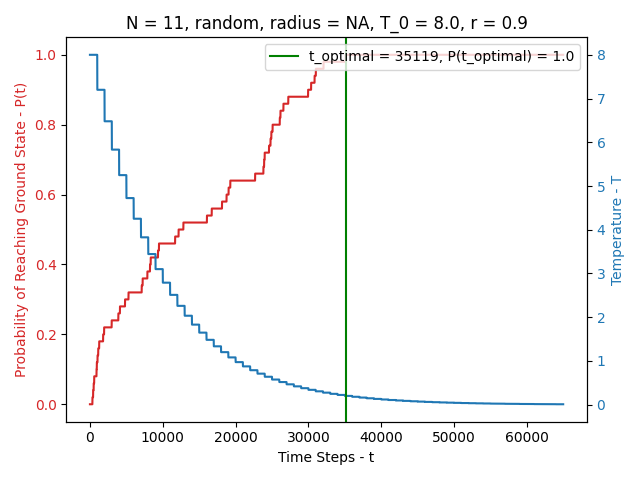 N = 11, random, radius = NA, T_0 = 8.0, r = 0.9
t_optimal = 35119, P(t_optimal) = 1.0
Probability of Reaching Ground State - P(t)
1.0
0.8
0.6
0.4
0.2
0.0
8
7
6
5
4
3
2
1
0
Temperature - T
0 10000 20000 30000 40000 50000 60000
Time Steps - t